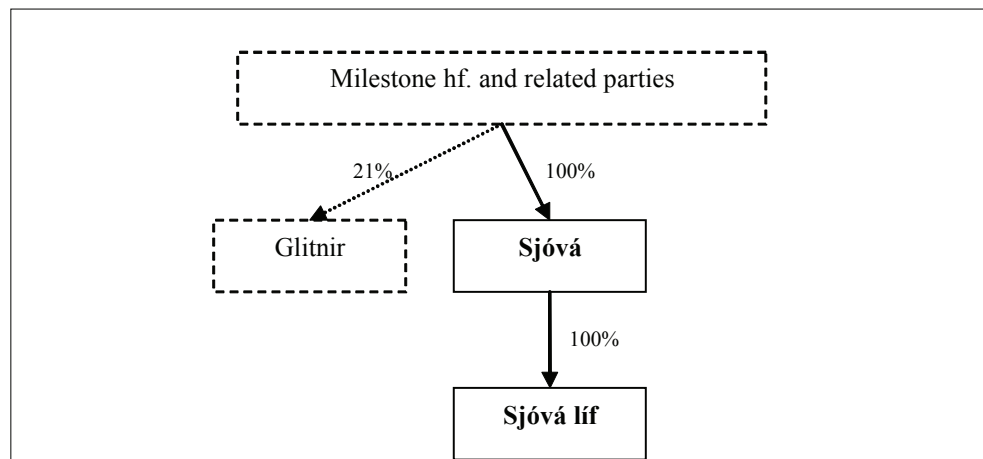 Milestone hf. and related parties
21%
100%
Glitnir
Sjóvá
100%
Sjóvá líf